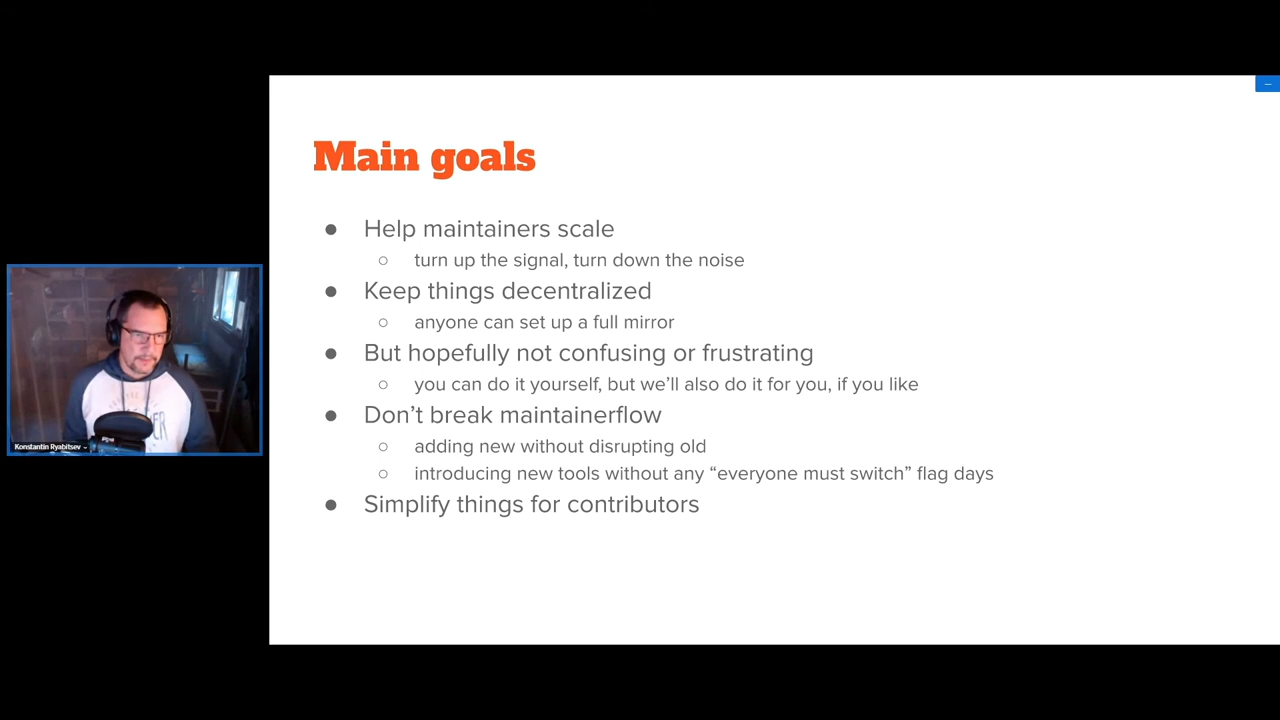 Main goals
● Help maintainers scale
○ turn up the signal, turn down the noise
● Keep things decentralized
○ anyone can set up a full mirror
● But hopefully not confusing or frustrating
○ you can do it yourself, but we’ll also do it for you, if you like
● Don’t break maintainerflow
○ adding new without disrupting old
○ introducing new tools without any “everyone must switch” flag days
● Simplify things for contributors
Konstantin Ryabitsev